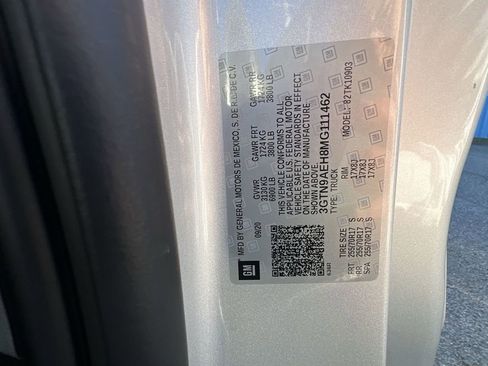 MFD BY GENERAL MOTORS DE MEXICO, S. DE R.L. DE C.V.
09/20 GVWR GAWR FRT GAWR RR
3130 KG 1724 KG 1724 KG
6900 LB 3800 LB 3800 LB
THIS VEHICLE CONFORMS TO ALL
APPLICABLE U.S. FEDERAL MOTOR
VEHICLE SAFETY STANDARDS IN EFFECT
ON THE DATE OF MANUFACTURE
SHOWN ABOVE.
3GTN9AEH8MG111462
TYPE: TRUCK MODEL: 82TK10903
GM
TIRE SIZE RIM
FRT 255/70R17 S 17X8J
RR 255/70R17 S 17X8J
SPA 255/70R17 S 17X8J